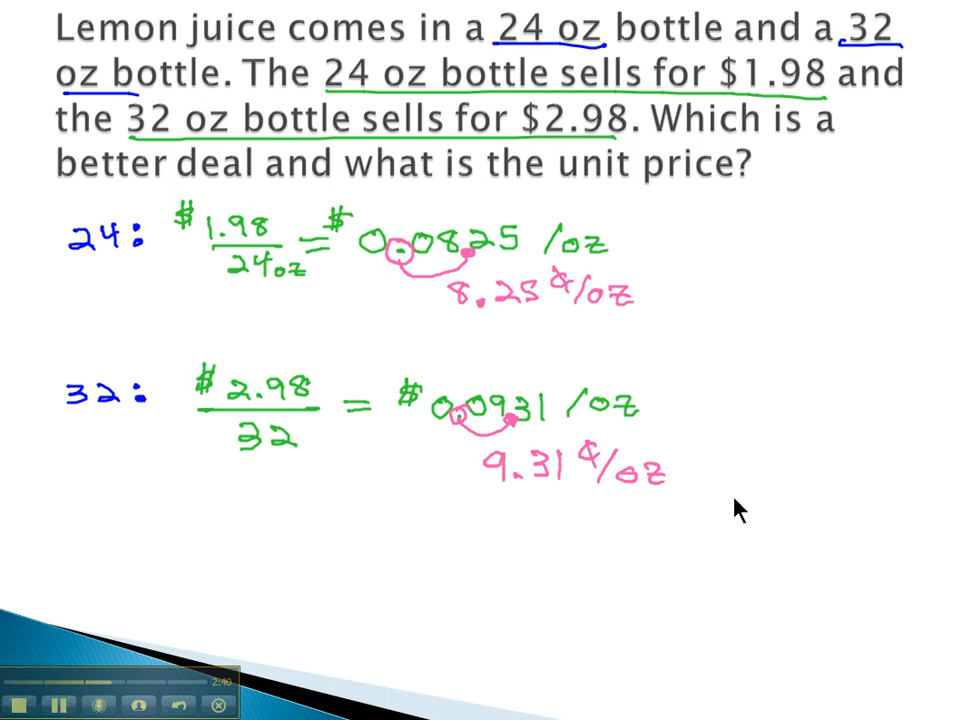 Lemon juice comes in a 24 oz bottle and a 32
oz bottle. The 24 oz bottle sells for $1.98 and
the 32 oz bottle sells for $2.98. Which is a
better deal and what is the unit price?
24: $1.98/24oz = $0.0825 /oz
8.25¢/oz
32: $2.98/32 = $0.0931 /oz
9.31¢/oz
2:40